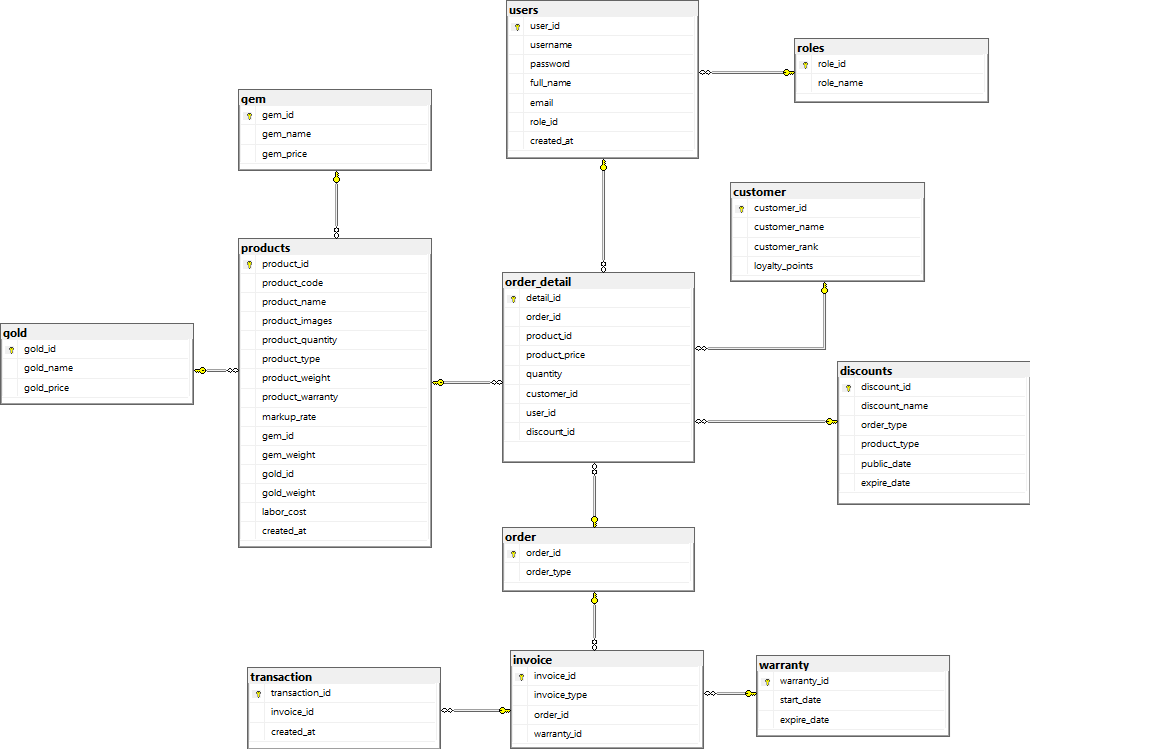 users
user_id
username
password
full_name
email
role_id
created_at
roles
role_id
role_name
gem
gem_id
gem_name
gem_price
customer
customer_id
customer_name
customer_rank
loyalty_points
products
product_id
product_code
product_name
product_images
product_quantity
product_type
product_weight
product_warranty
markup_rate
gem_id
gem_weight
gold_id
gold_weight
labor_cost
created_at
order_detail
detail_id
order_id
product_id
product_price
quantity
customer_id
user_id
discount_id
gold
gold_id
gold_name
gold_price
discounts
discount_id
discount_name
order_type
product_type
public_date
expire_date
order
order_id
order_type
invoice
invoice_id
invoice_type
order_id
warranty_id
transaction
transaction_id
invoice_id
created_at
warranty
warranty_id
start_date
expire_date